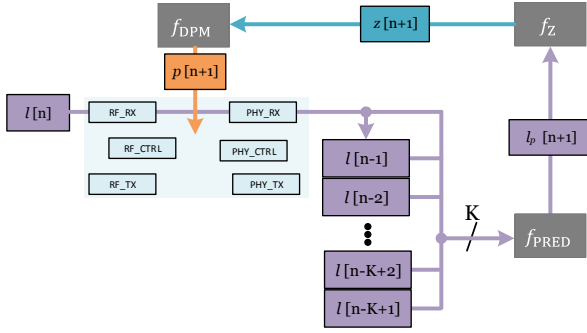 f_DPM
z [n+1]
f_Z
p [n+1]
l [n]
RF_RX
PHY_RX
RF_CTRL
PHY_CTRL
RF_TX
PHY_TX
l [n-1]
l [n-2]
l [n-K+2]
l [n-K+1]
K
l_p [n+1]
f_PRED